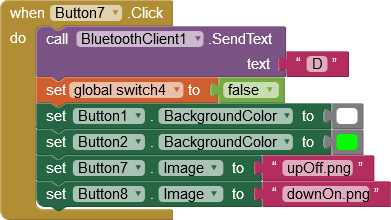 when Button7 .Click
do call BluetoothClient1 .SendText
text " D "
set global switch4 to false
set Button1 . BackgroundColor to
set Button2 . BackgroundColor to
set Button7 . Image to " upOff.png "
set Button8 . Image to " downOn.png "